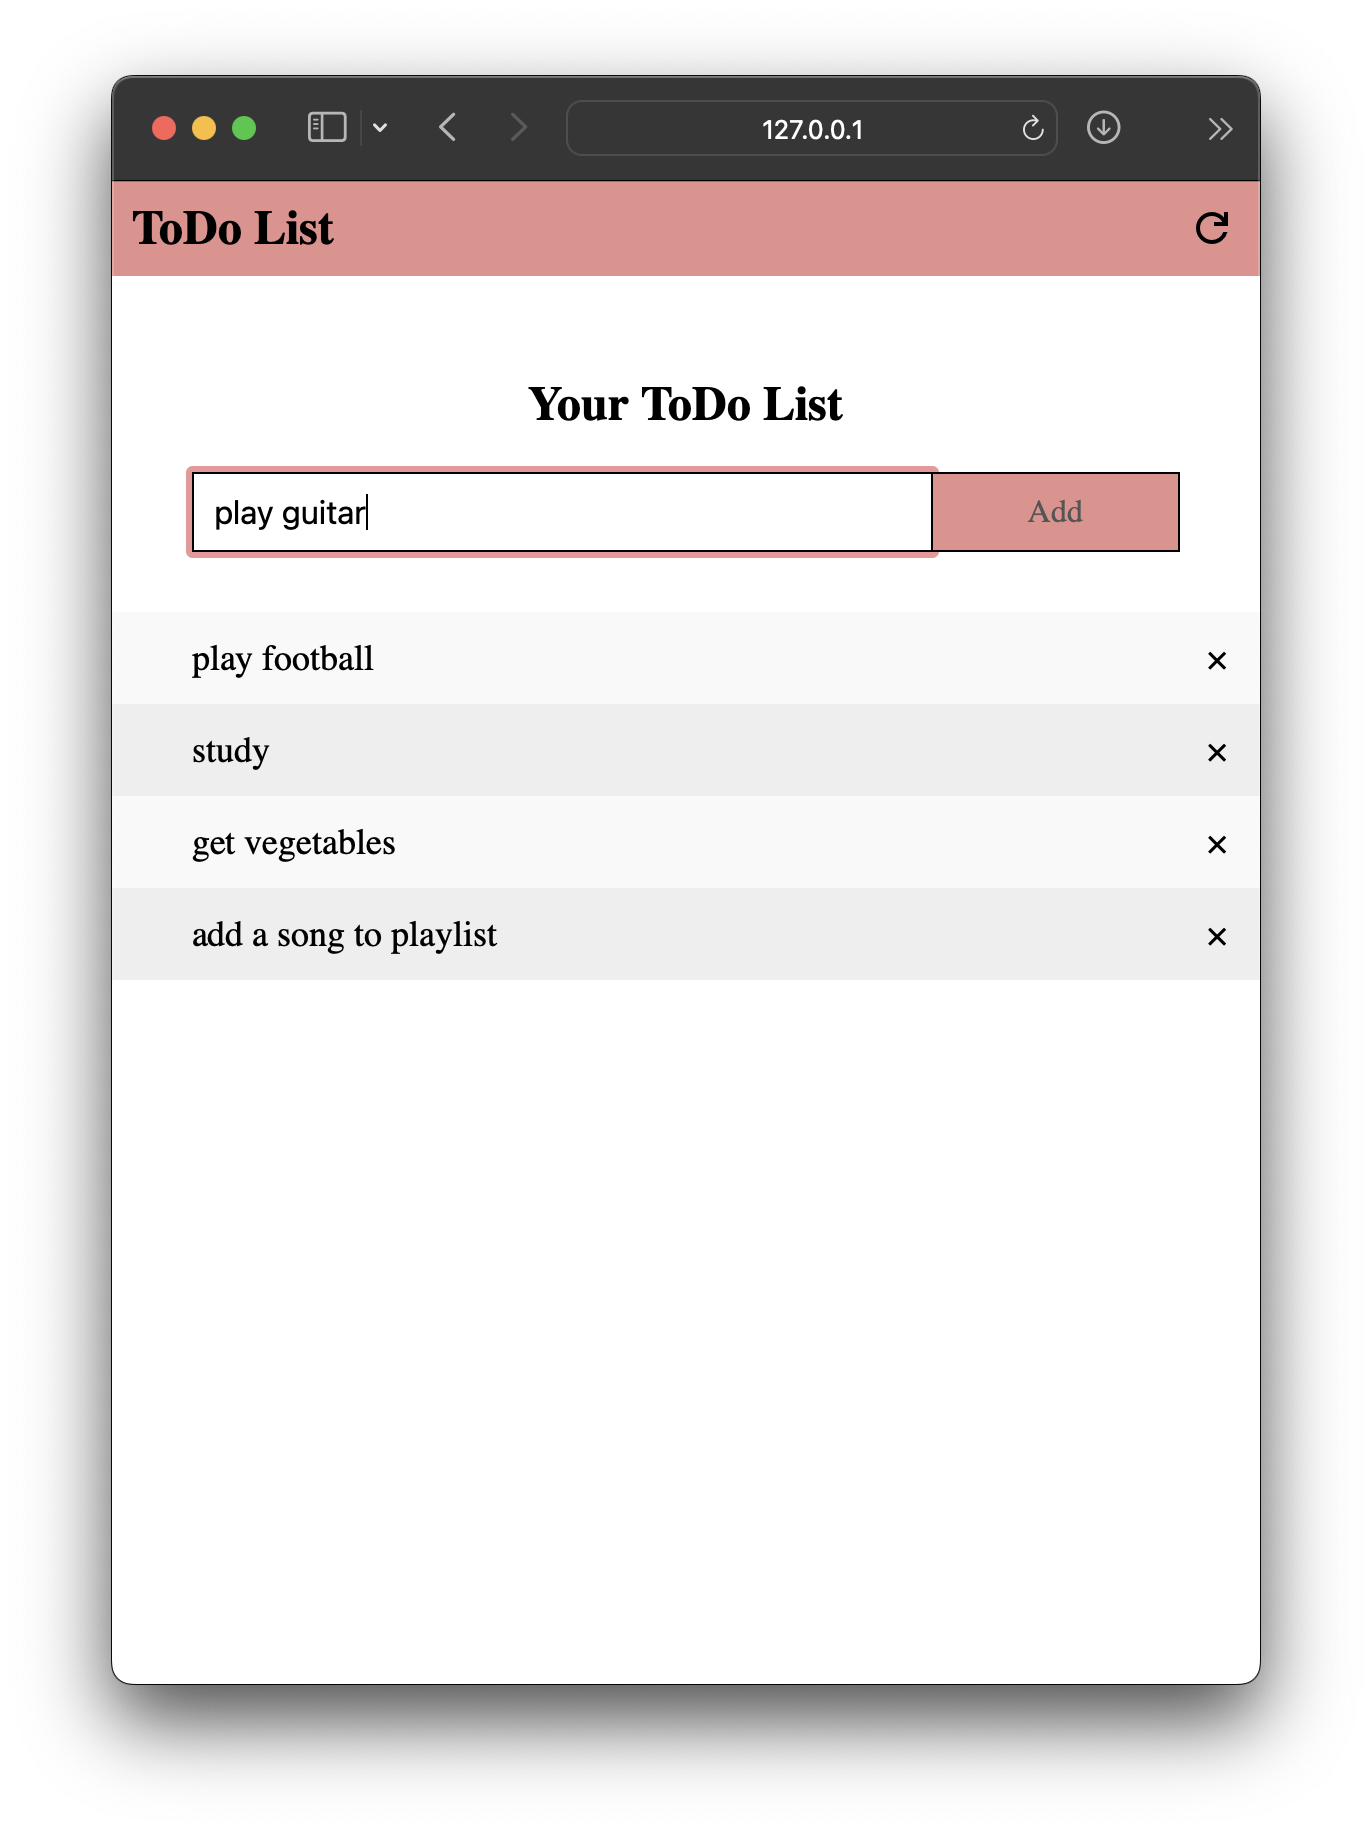 127.0.0.1
ToDo List
Your ToDo List
play guitar
Add
play football
study
get vegetables
add a song to playlist